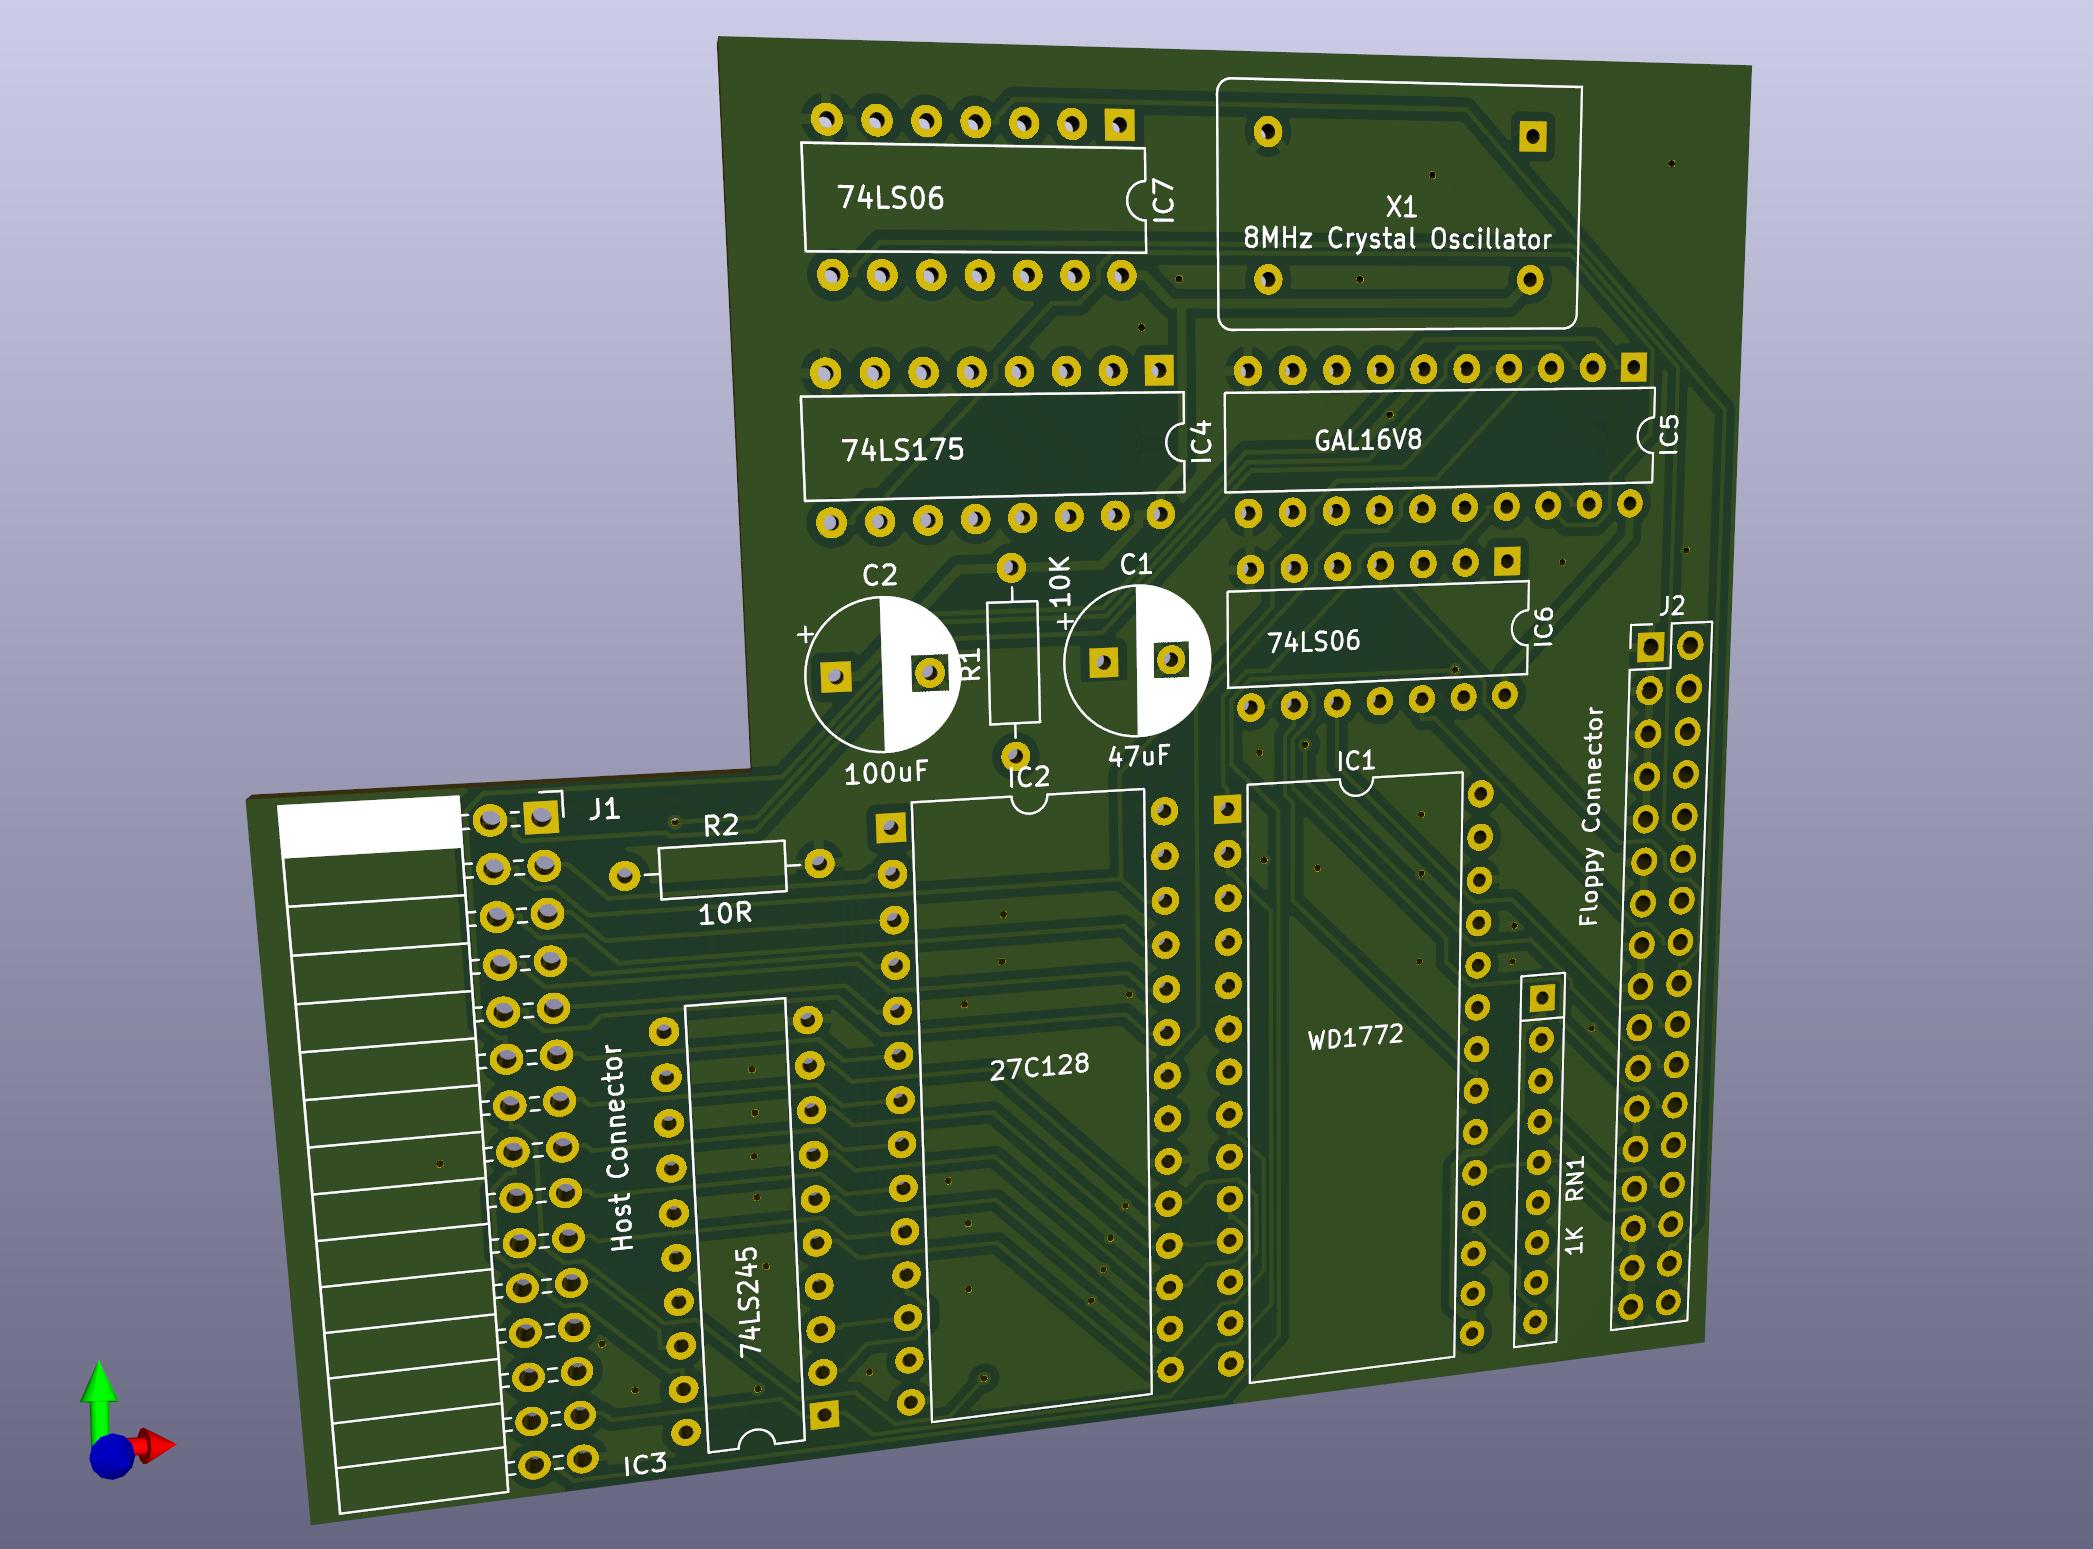 74LS06
IC7
X1
8MHz Crystal Oscillator
74LS175
IC4
GAL16V8
IC5
C2
+
100uF
R1
10K
C1
+
47uF
74LS06
IC6
J2
Floppy Connector
J1
R2
10R
IC2
27C128
IC1
WD1772
Host Connector
74LS245
IC3
1K RN1